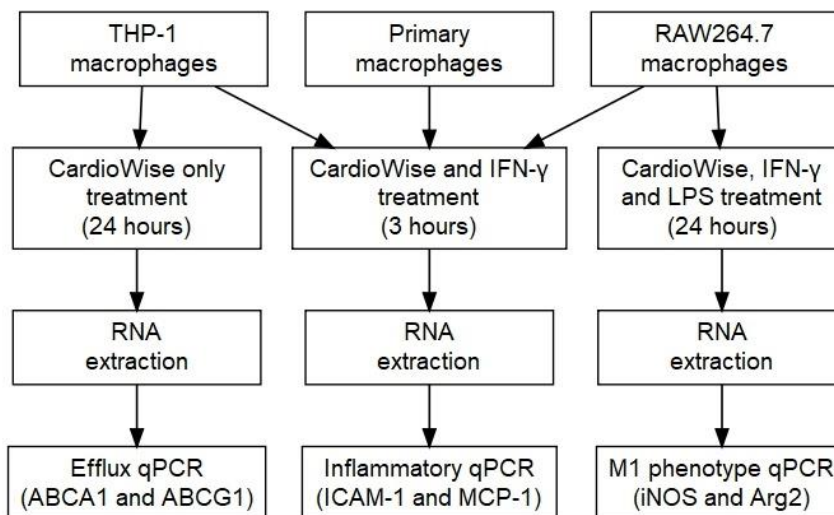 THP-1
macrophages
Primary
macrophages
RAW264.7
macrophages
CardioWise only
treatment
(24 hours)
CardioWise and IFN-γ
treatment
(3 hours)
CardioWise, IFN-γ
and LPS treatment
(24 hours)
RNA
extraction
RNA
extraction
RNA
extraction
Efflux qPCR
(ABCA1 and ABCG1)
Inflammatory qPCR
(ICAM-1 and MCP-1)
M1 phenotype qPCR
(iNOS and Arg2)